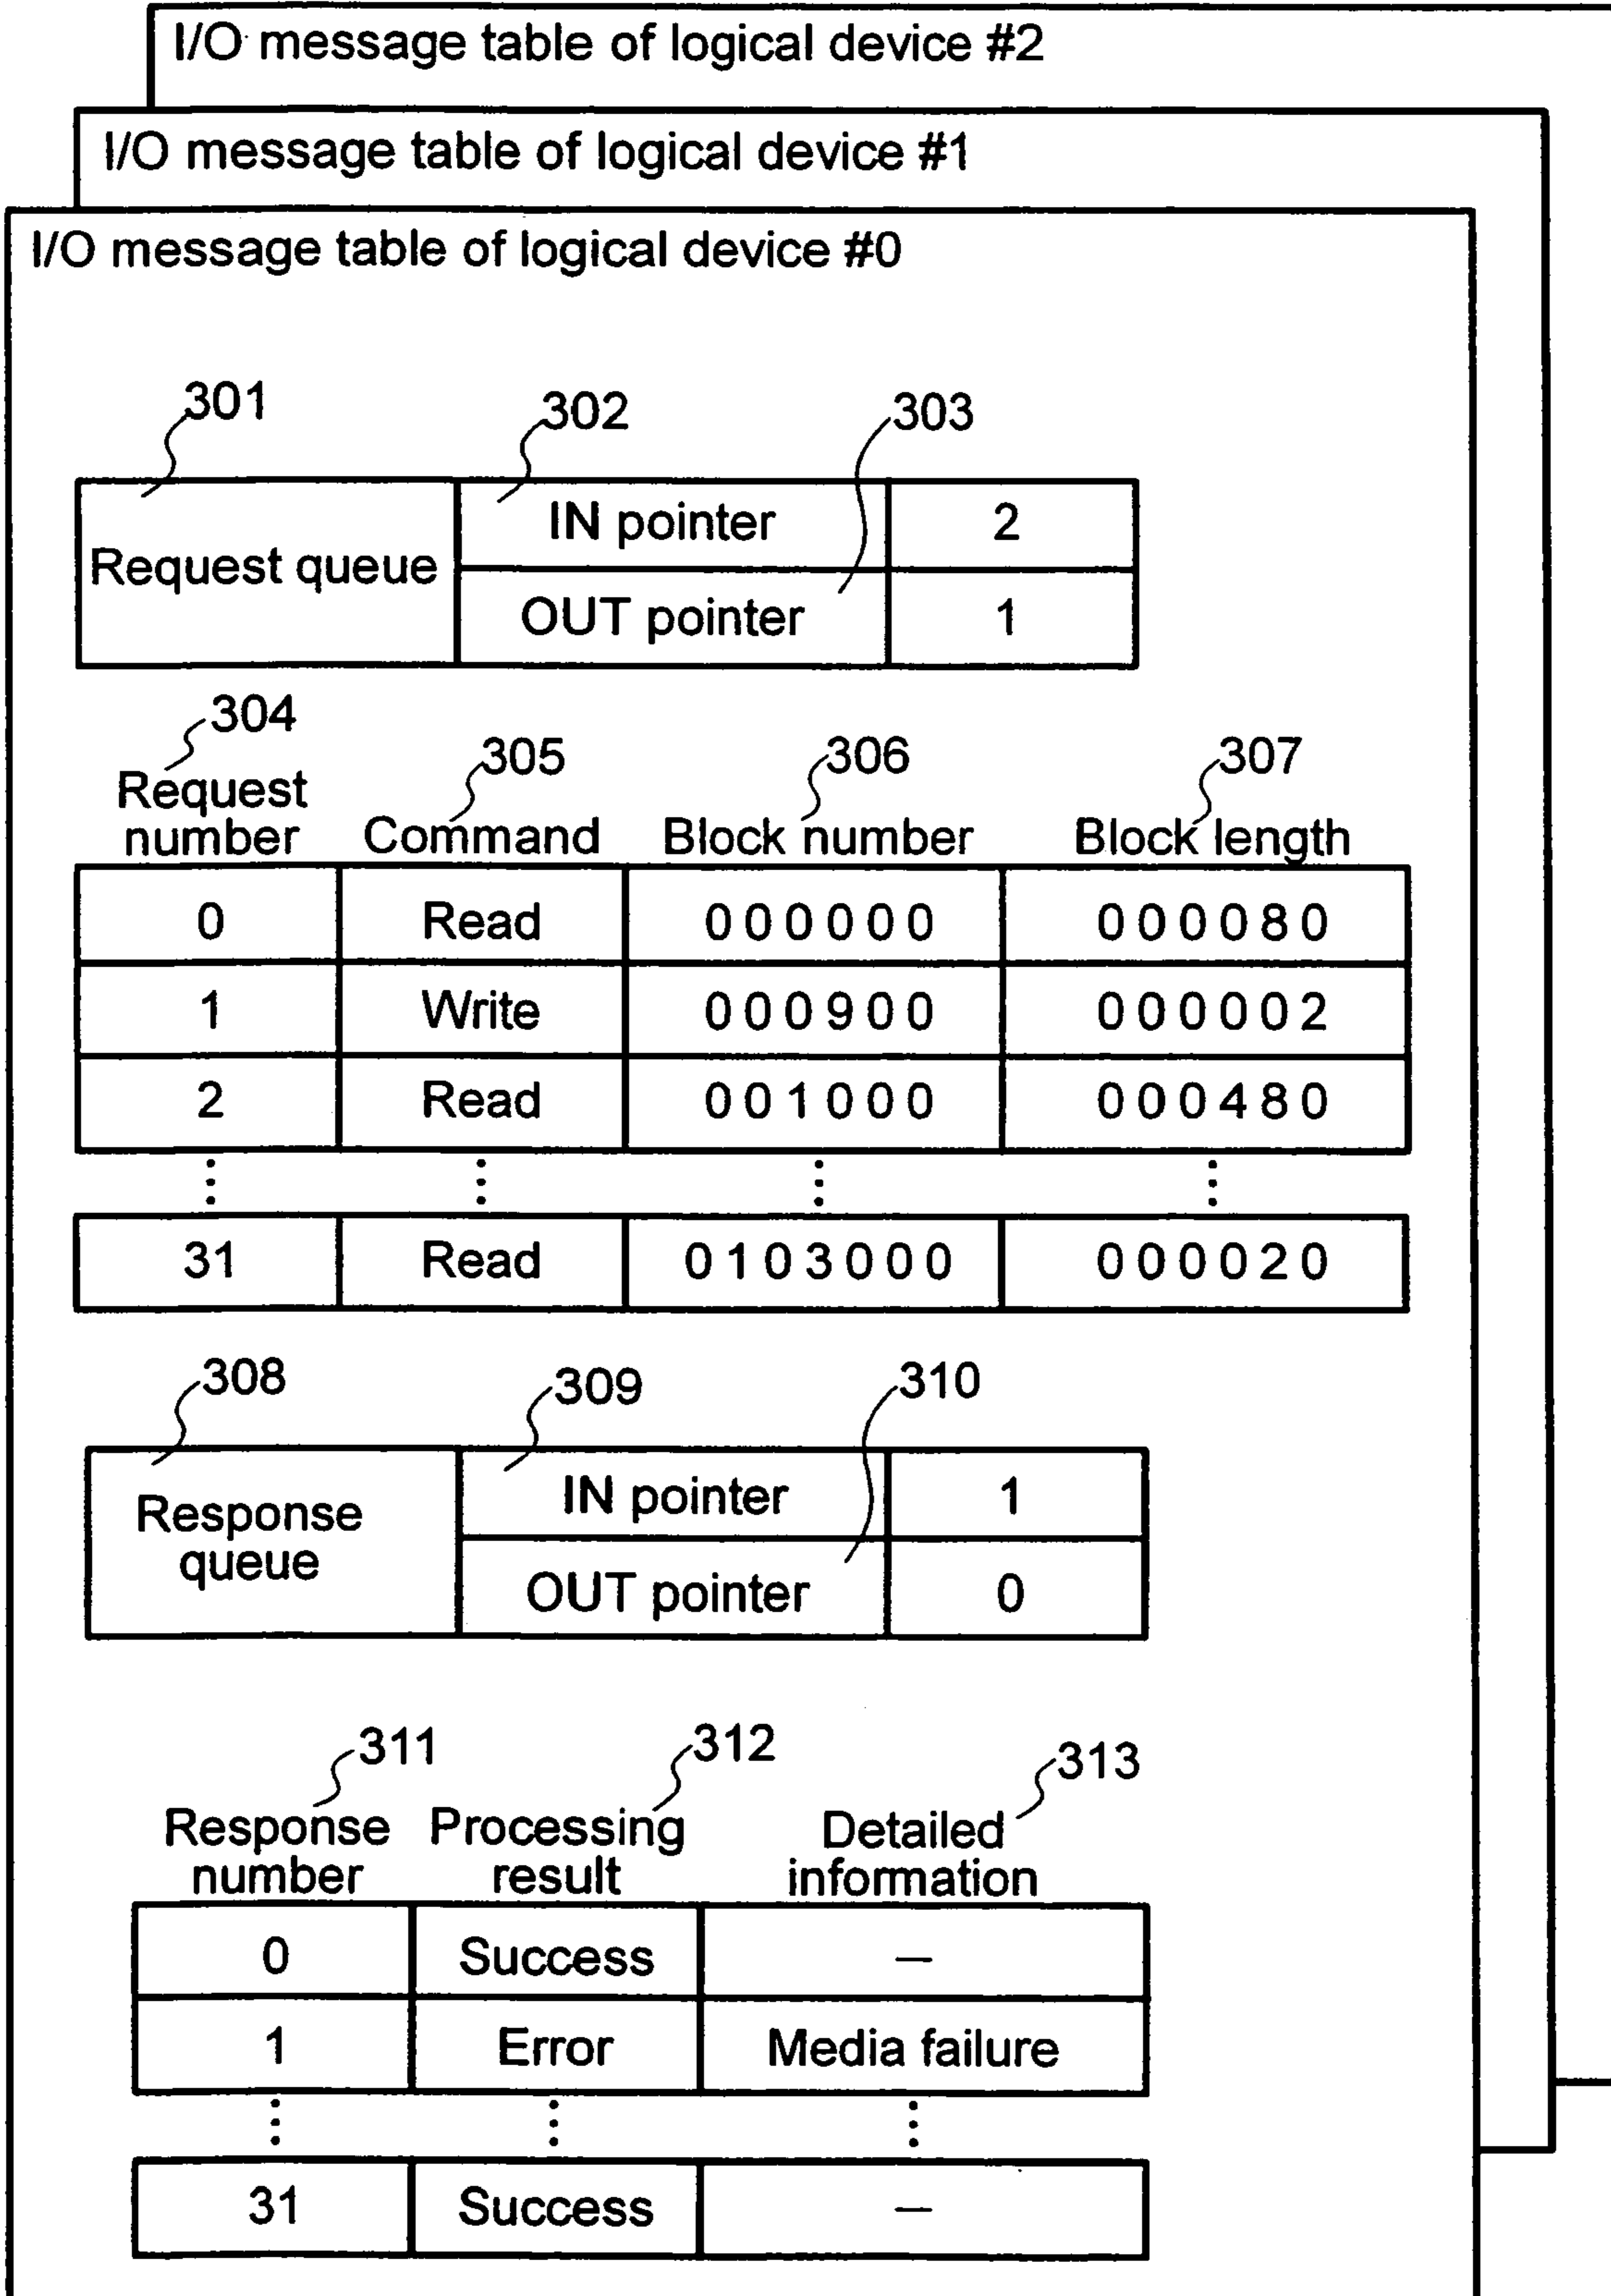 I/O message table of logical device #2
I/O message table of logical device #1
I/O message table of logical device #0
301 302 303
Request queue IN pointer 2
OUT pointer 1
304 305 306 307
Request number Command Block number Block length
0 Read 000000 000080
1 Write 000900 000002
2 Read 001000 000480
31 Read 0103000 000020
308 309 310
Response queue IN pointer 1
OUT pointer 0
311 312 313
Response number Processing result Detailed information
0 Success –
1 Error Media failure
31 Success –